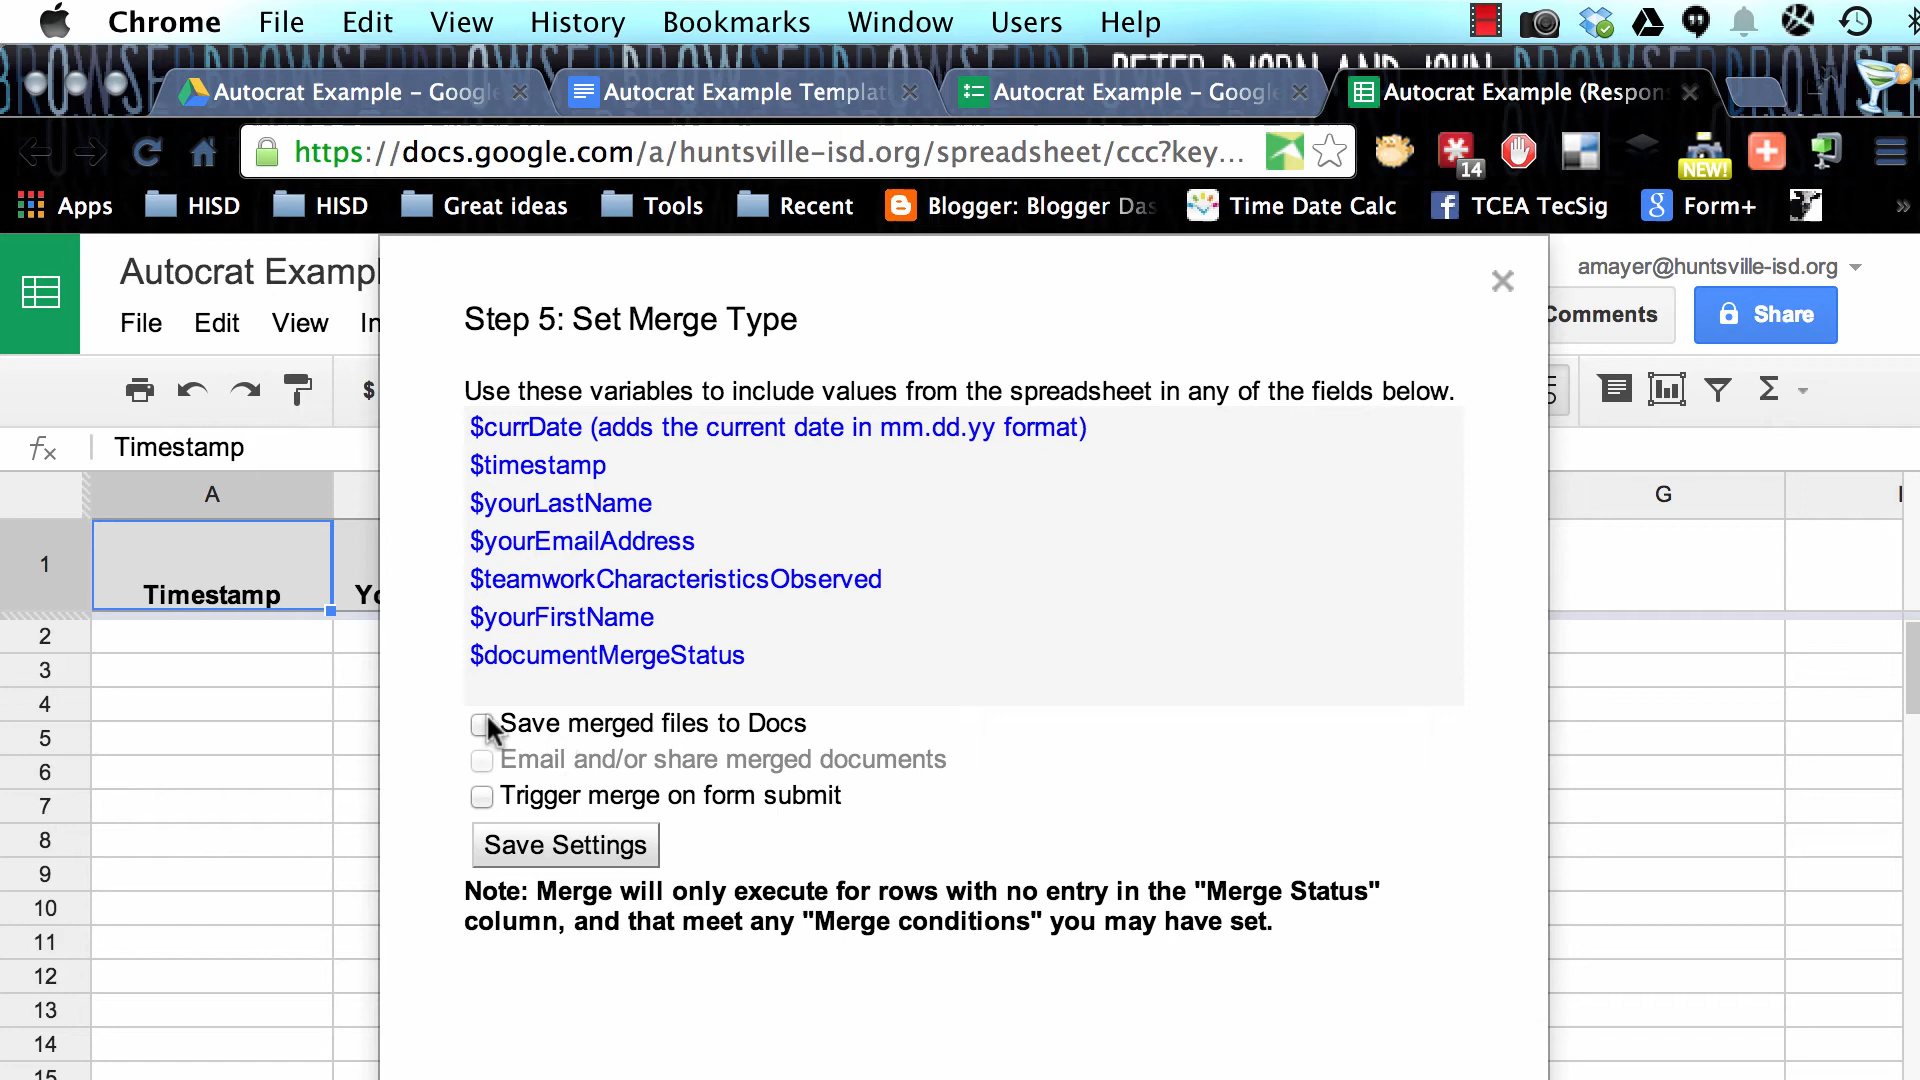 Chrome File Edit View History Bookmarks Window Users Help
PETER BJORN AND JOHN
Autocrat Example – Googl
Autocrat Example Templat
Autocrat Example – Googl
Autocrat Example (Respon
https://docs.google.com/a/huntsville-isd.org/spreadsheet/ccc?key...
14
NEW!
Apps HISD HISD Great ideas Tools Recent Blogger: Blogger Das Time Date Calc TCEA TecSig Form+ »
Autocrat Exampl
amayer@huntsville-isd.org
File Edit View In
Comments
Share
$
fx Timestamp
A G
1 Timestamp Yo
2
3
4
5
6
7
8
9
10
11
12
13
14
15
Step 5: Set Merge Type
Use these variables to include values from the spreadsheet in any of the fields below.
$currDate (adds the current date in mm.dd.yy format)
$timestamp
$yourLastName
$yourEmailAddress
$teamworkCharacteristicsObserved
$yourFirstName
$documentMergeStatus
Save merged files to Docs
Email and/or share merged documents
Trigger merge on form submit
Save Settings
Note: Merge will only execute for rows with no entry in the "Merge Status"
column, and that meet any "Merge conditions" you may have set.